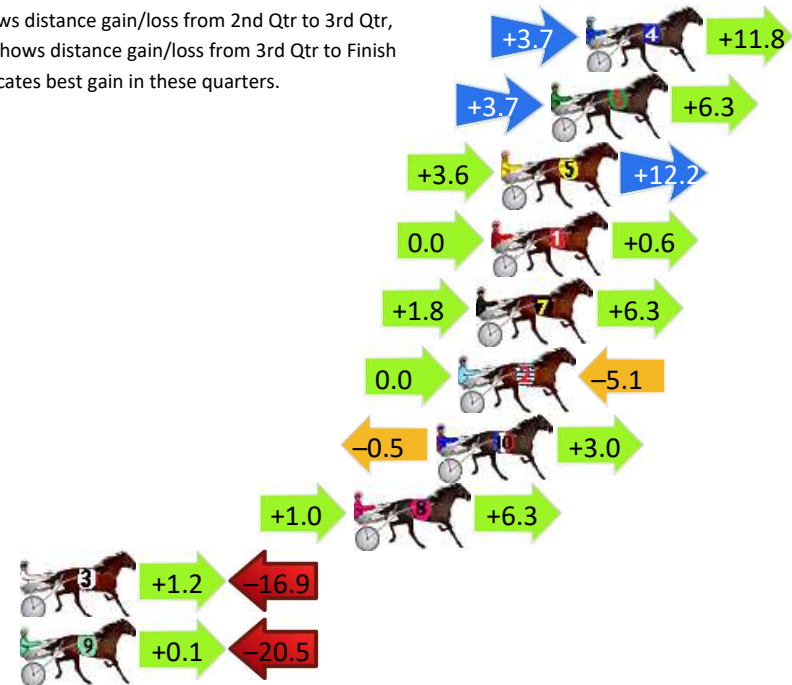 ws distance gain/loss from 2nd Qtr to 3rd Qtr,
hows distance gain/loss from 3rd Qtr to Finish
cates best gain in these quarters.
+3.7 4 +11.8
+3.7 6 +6.3
+3.6 5 +12.2
0.0 1 +0.6
+1.8 7 +6.3
0.0 2 –5.1
–0.5 10 +3.0
+1.0 8 +6.3
3 +1.2 –16.9
9 +0.1 –20.5